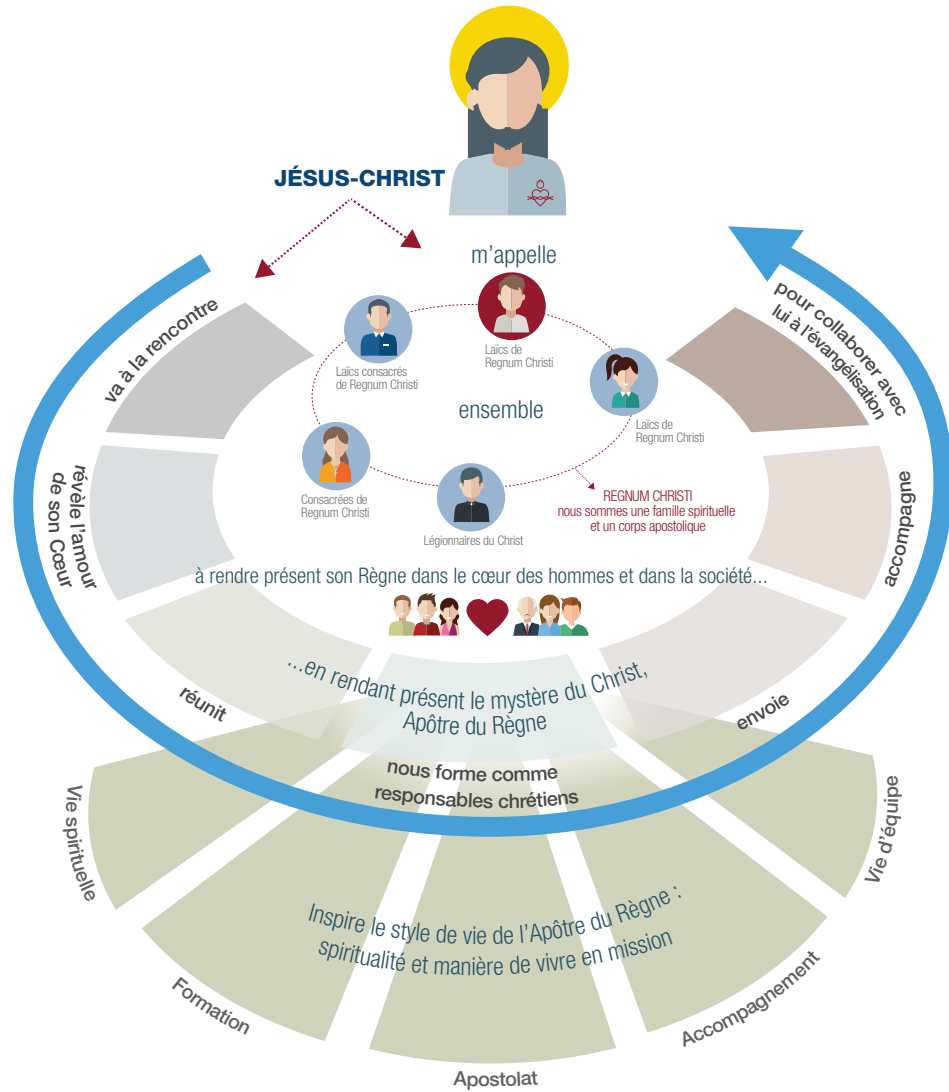 JÉSUS-CHRIST
m'appelle
va à la rencontre
pour collaborer avec
lui à l'évangélisation
Laïcs consacrés
de Regnum Christi
Laïcs de
Regnum Christi
ensemble
Laïcs de
Regnum Christi
Consacrées de
Regnum Christi
Légionnaires du Christ
REGNUM CHRISTI
nous sommes une famille spirituelle
et un corps apostolique
révèle l'amour
de son Cœur
accompagne
à rendre présent son Règne dans le cœur des hommes et dans la société...
réunit
...en rendant présent le mystère du Christ,
Apôtre du Règne
envoie
nous forme comme
responsables chrétiens
Vie spirituelle
Vie d'équipe
Inspire le style de vie de l'Apôtre du Règne :
spiritualité et manière de vivre en mission
Formation
Accompagnement
Apostolat